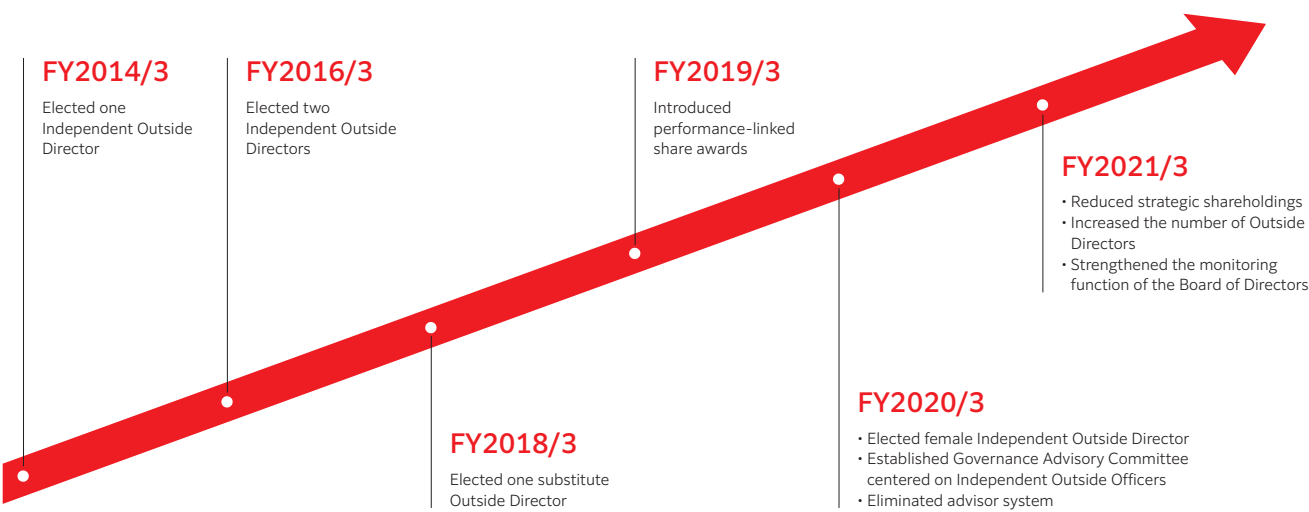 FY2014/3
Elected one
Independent Outside
Director
FY2016/3
Elected two
Independent Outside
Directors
FY2018/3
Elected one substitute
Outside Director
FY2019/3
Introduced
performance-linked
share awards
FY2020/3
• Elected female Independent Outside Director
• Established Governance Advisory Committee
centered on Independent Outside Officers
• Eliminated advisor system
FY2021/3
• Reduced strategic shareholdings
• Increased the number of Outside
Directors
• Strengthened the monitoring
function of the Board of Directors